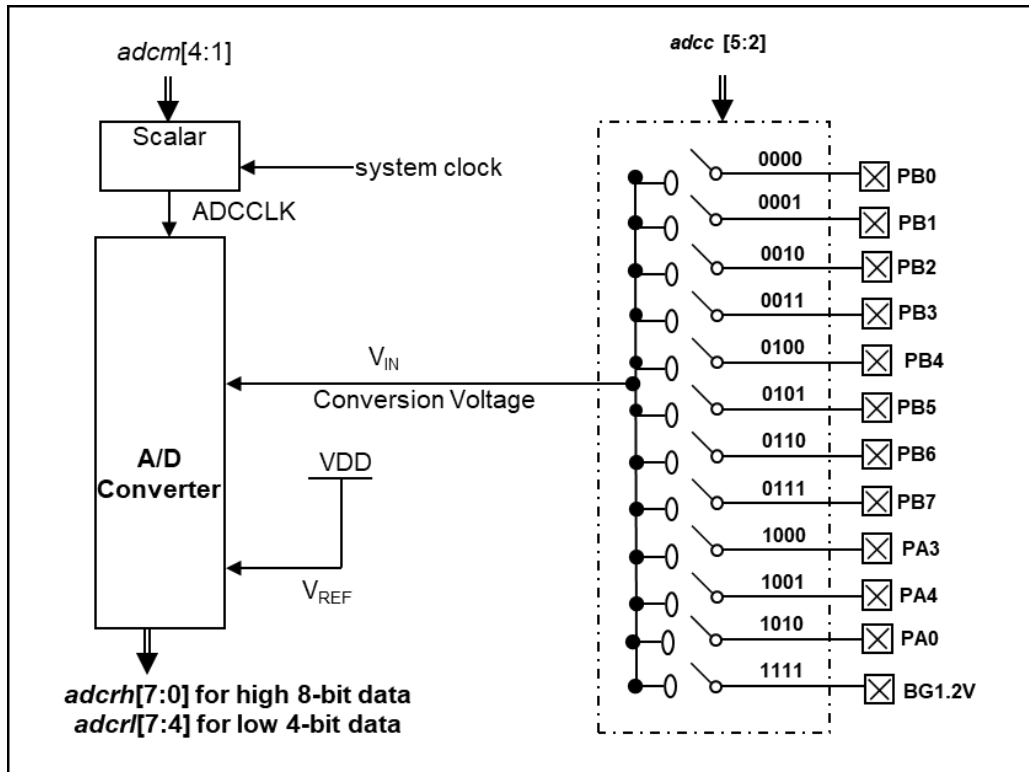 adcm[4:1]
Scalar
system clock
ADCCLK
A/D
Converter
V_IN
Conversion Voltage
VDD
V_REF
adcrh[7:0] for high 8-bit data
adcrl[7:4] for low 4-bit data
adcc [5:2]
0000 PB0
0001 PB1
0010 PB2
0011 PB3
0100 PB4
0101 PB5
0110 PB6
0111 PB7
1000 PA3
1001 PA4
1010 PA0
1111 BG1.2V